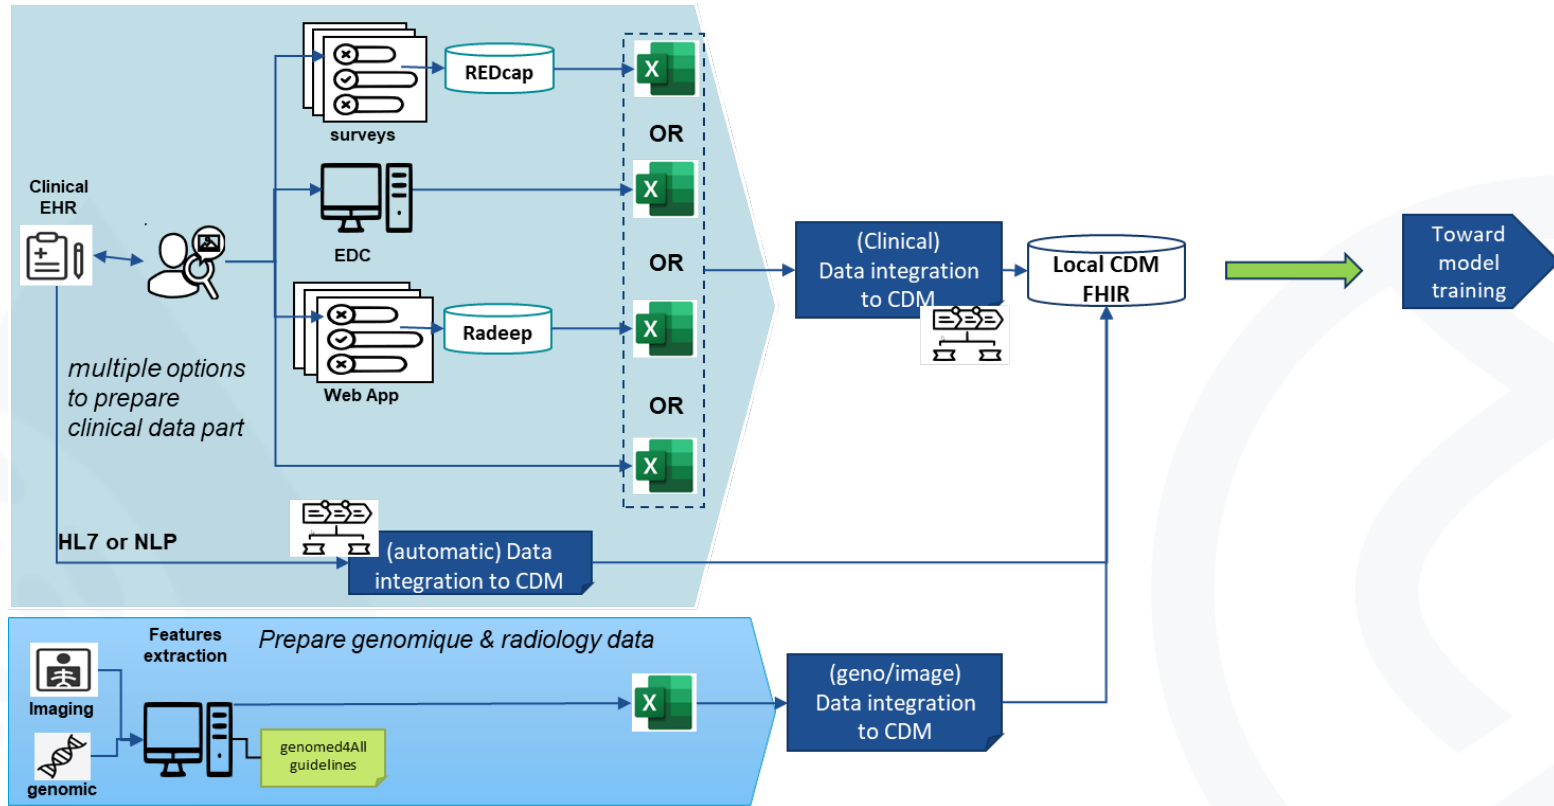 surveys
REDcap
X
OR
Clinical
EHR
EDC
X
OR
Web App
Radeep
X
OR
X
multiple options
to prepare
clinical data part
HL7 or NLP
(automatic) Data
integration to CDM
(Clinical)
Data integration
to CDM
Local CDM
FHIR
Toward
model
training
Features
extraction
Prepare genomique & radiology data
Imaging
genomic
genomed4All
guidelines
X
(geno/image)
Data integration
to CDM